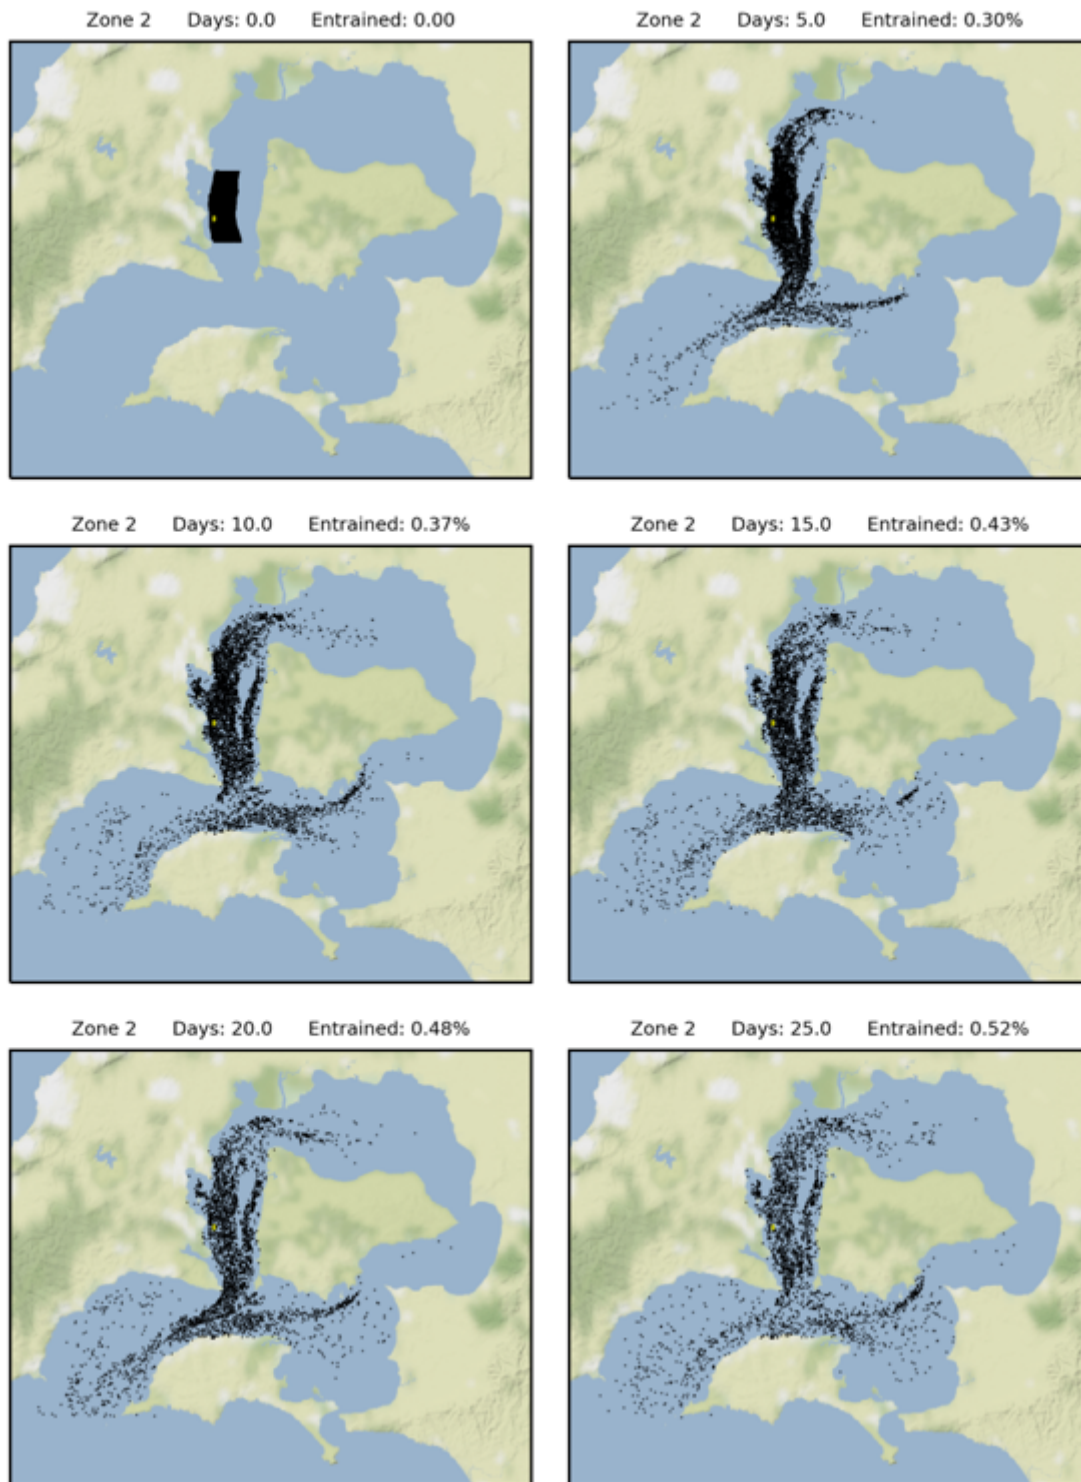 Zone 2 Days: 0.0 Entrained: 0.00
Zone 2 Days: 5.0 Entrained: 0.30%
Zone 2 Days: 10.0 Entrained: 0.37%
Zone 2 Days: 15.0 Entrained: 0.43%
Zone 2 Days: 20.0 Entrained: 0.48%
Zone 2 Days: 25.0 Entrained: 0.52%